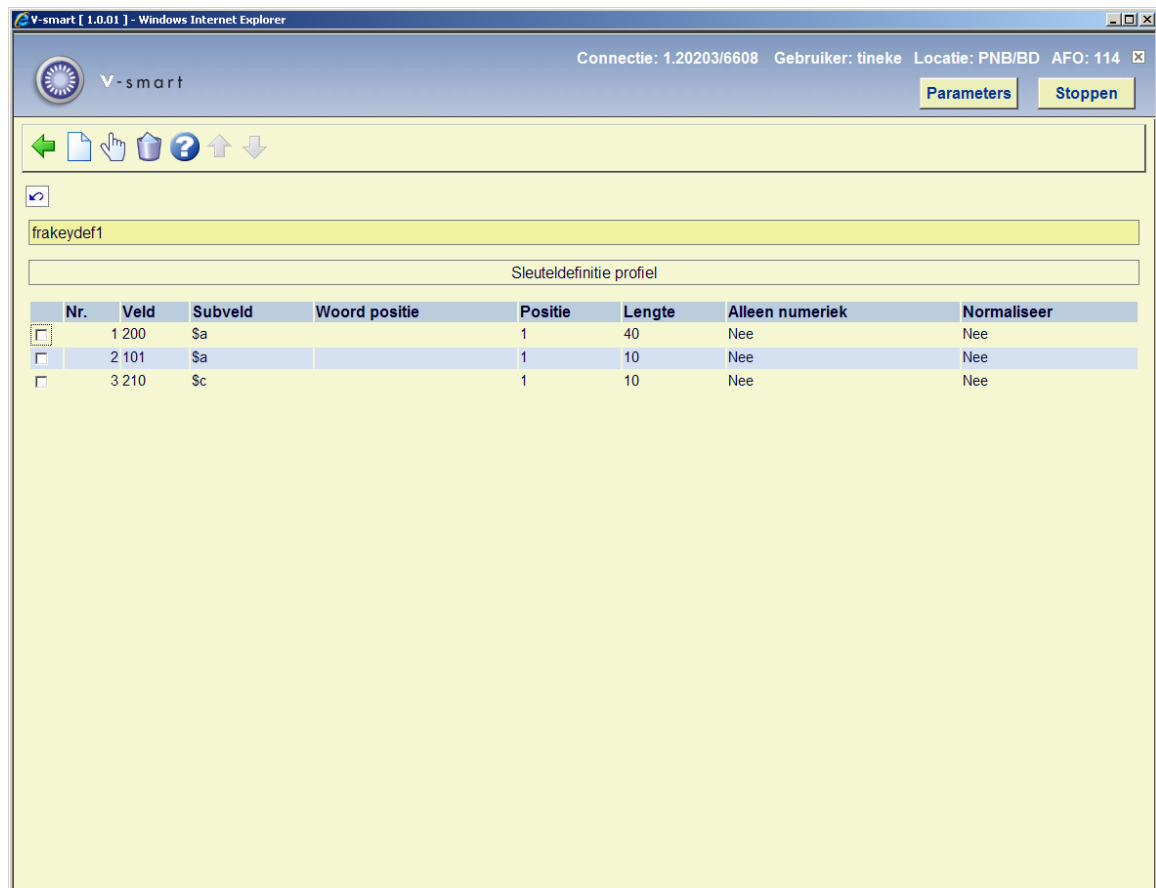 V-smart [ 1.0.01 ] - Windows Internet Explorer
Connectie: 1.20203/6608 Gebruiker: tineke Locatie: PNB/BD AFO: 114
V-smart
Parameters Stoppen
frakeydef1
Sleuteldefinitie profiel
Nr. Veld Subveld Woord positie Positie Lengte Alleen numeriek Normaliseer
1 200 $a 1 40 Nee Nee
2 101 $a 1 10 Nee Nee
3 210 $c 1 10 Nee Nee